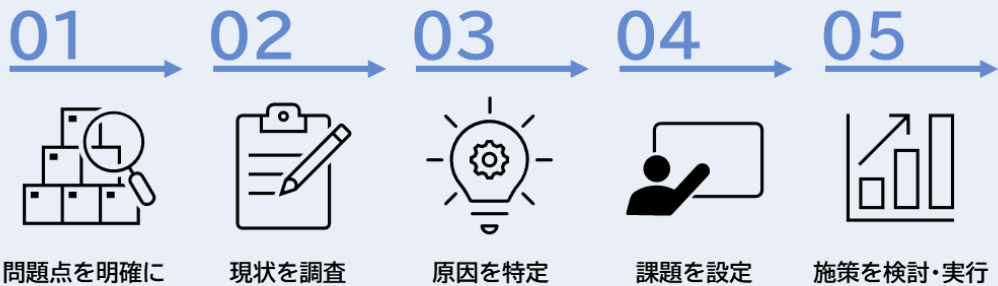 01
02
03
04
05
問題点を明確に
現状を調査
原因を特定
課題を設定
施策を検討・実行